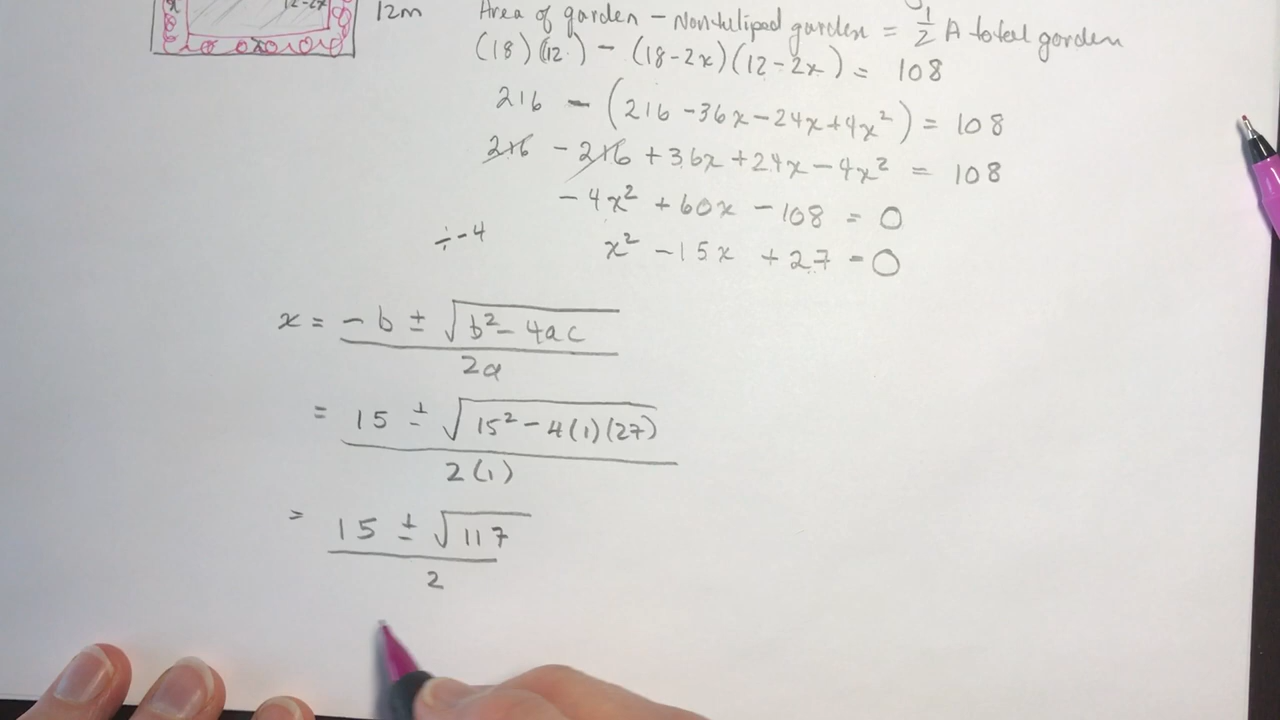 x 12-2x 12m
x
Area of garden - Nontuliped garden = 1/2 A total garden
(18)(12) - (18-2x)(12-2x) = 108
216 - (216 -36x-24x+4x²) = 108
216 - 216 +36x+24x-4x² = 108
-4x² +60x -108 = 0
÷-4 x² -15x +27 =0
x = -b ± √b²-4ac
2a
= 15 ± √15²-4(1)(27)
2(1)
= 15 ± √117
2